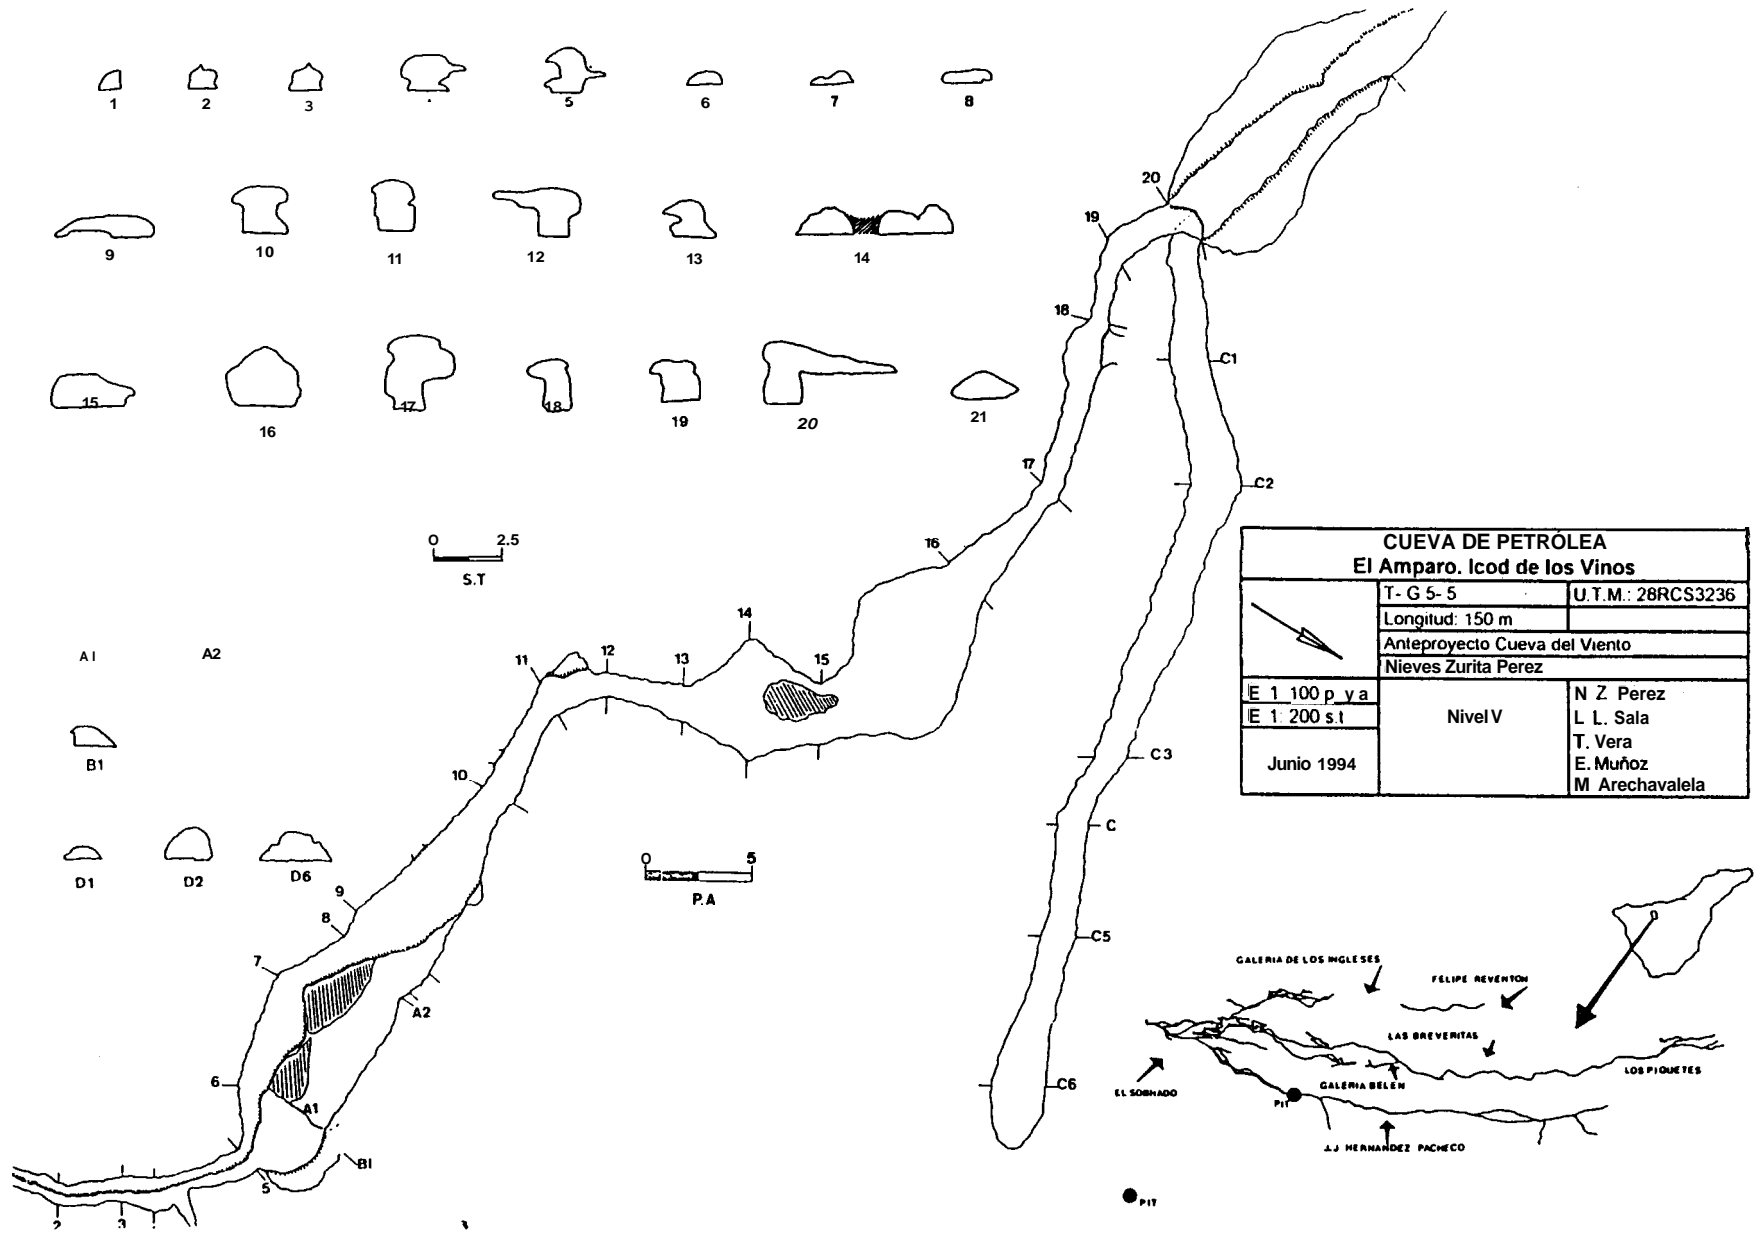 1 2 3 5 6 7 8
9 10 11 12 13 14
15 16 17 18 19 20 21
0 2.5
S.T
A1 A2
B1
D1 D2 D6
0 5
P.A
20
19
18
17
16
15
14
13
12
11
10
9
8
7
6
5
3
2
A1
A2
B1
C1
C2
C3
C
C5
C6
CUEVA DE PETRÓLEA
El Amparo. Icod de los Vinos
T- G 5- 5 U.T.M.: 28RCS3236
Longitud: 150 m
Anteproyecto Cueva del Viento
Nieves Zurita Perez
E 1 100 p y a
E 1: 200 s.t
Junio 1994
Nivel V
N Z Perez
L L. Sala
T. Vera
E. Muñoz
M Arechavalela
GALERIA DE LOS INGLESES
FELIPE REVENTON
LAS BREVERITAS
LOS PIQUETES
GALERIA BELEN
EL SOBRADO
PIT
J.J HERNANDEZ PACHECO
PIT